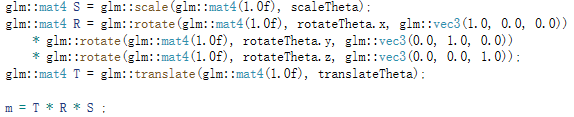 glm::mat4 S = glm::scale(glm::mat4(1.0f), scaleTheta);
glm::mat4 R = glm::rotate(glm::mat4(1.0f), rotateTheta.x, glm::vec3(1.0, 0.0, 0.0))
* glm::rotate(glm::mat4(1.0f), rotateTheta.y, glm::vec3(0.0, 1.0, 0.0))
* glm::rotate(glm::mat4(1.0f), rotateTheta.z, glm::vec3(0.0, 0.0, 1.0));
glm::mat4 T = glm::translate(glm::mat4(1.0f), translateTheta);
m = T * R * S ;